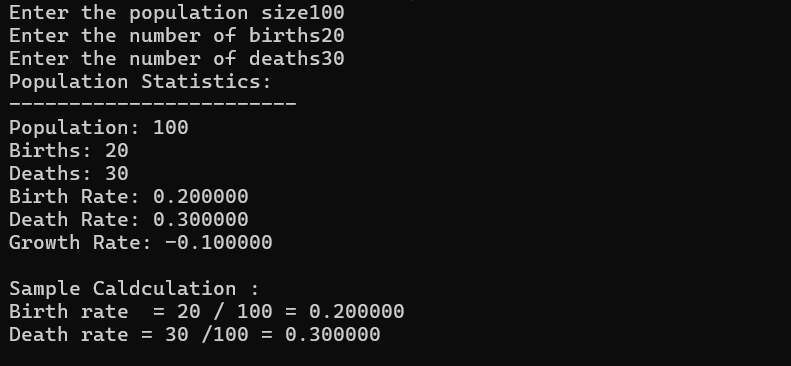 Enter the population size100
Enter the number of births20
Enter the number of deaths30
Population Statistics:
------------------------
Population: 100
Births: 20
Deaths: 30
Birth Rate: 0.200000
Death Rate: 0.300000
Growth Rate: -0.100000

Sample Caldculation :
Birth rate  = 20 / 100 = 0.200000
Death rate = 30 /100 = 0.300000